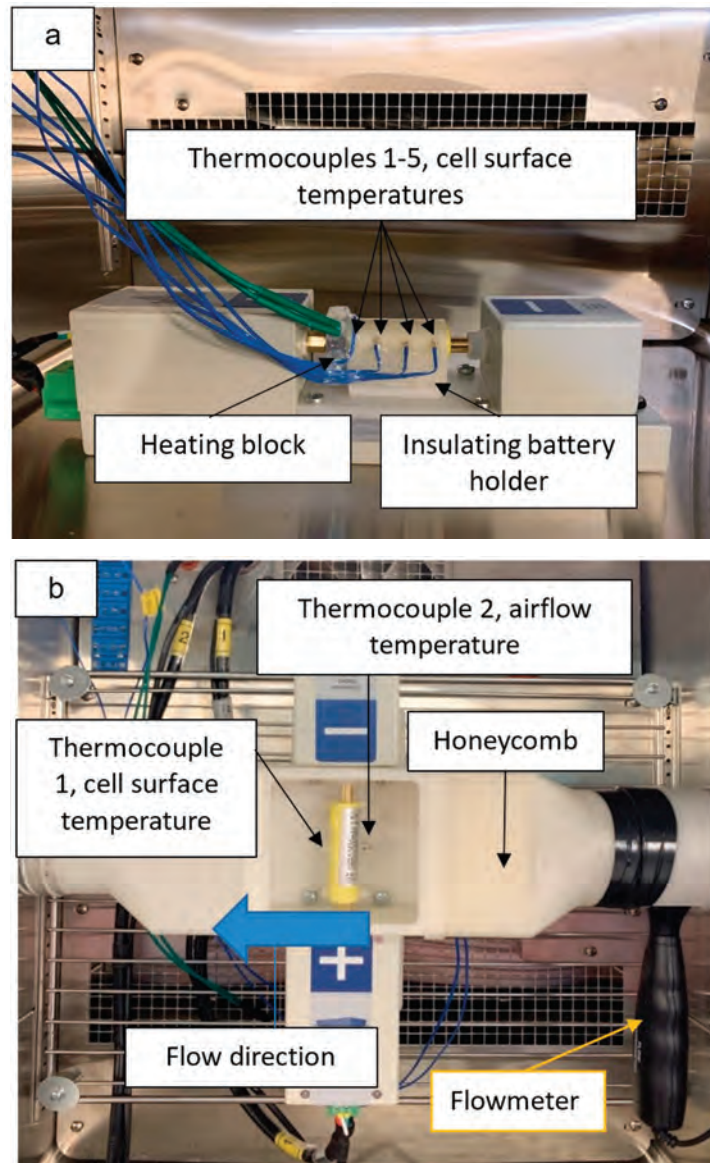 a
Thermocouples 1-5, cell surface
temperatures
Heating block
Insulating battery
holder
b
Thermocouple 2, airflow
temperature
Thermocouple
1, cell surface
temperature
Honeycomb
2
1
Flow direction
Flowmeter